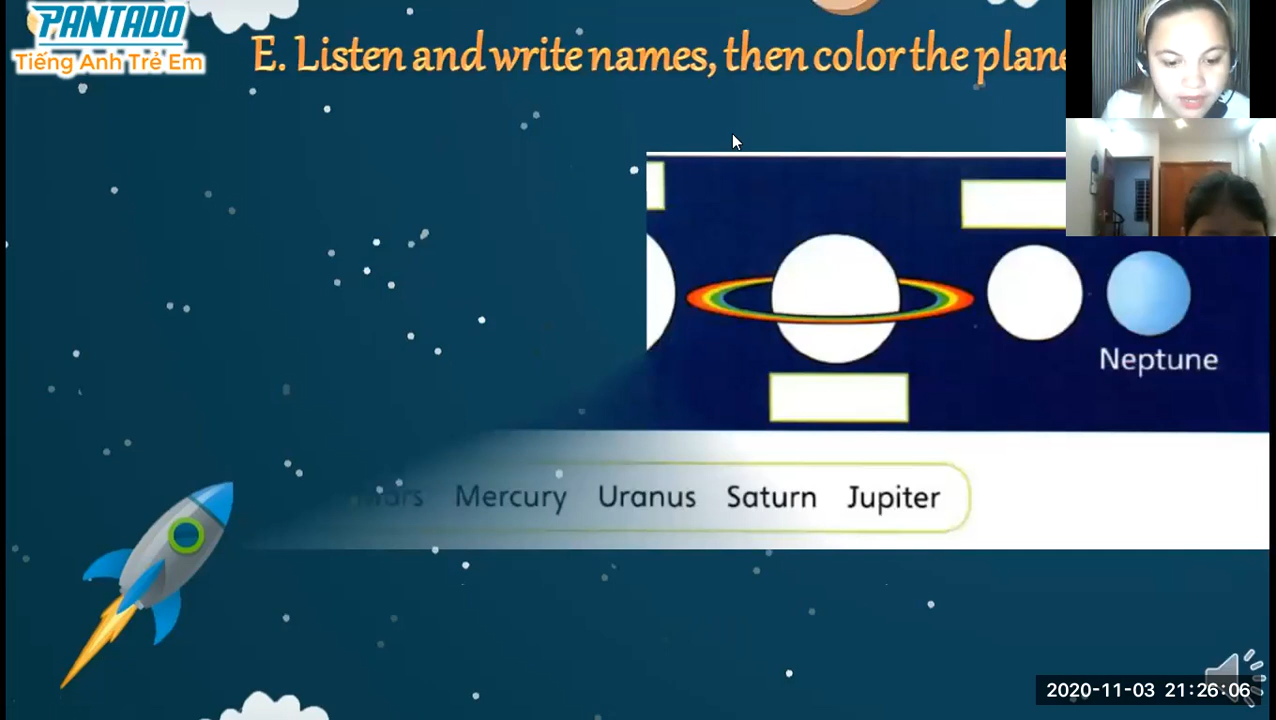 PANTADO
Tiếng Anh Trẻ Em
E. Listen and write names, then color the plane
Neptune
Mars Mercury Uranus Saturn Jupiter
2020-11-03 21:26:06